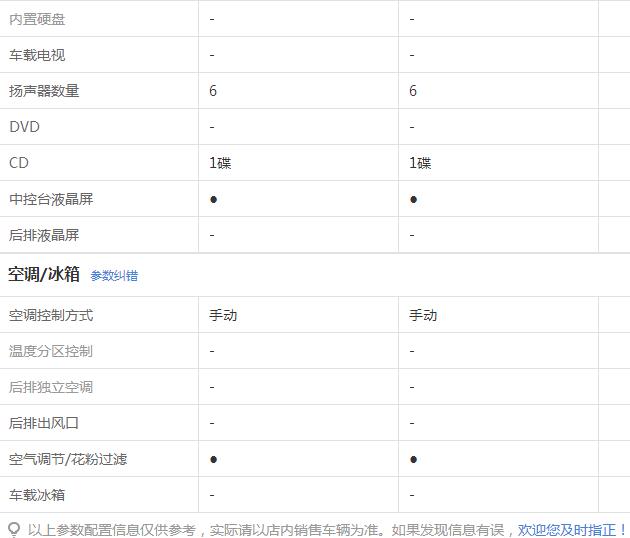 内置硬盘 - -
车载电视 - -
扬声器数量 6 6
DVD - -
CD 1碟 1碟
中控台液晶屏 ● ●
后排液晶屏 - -
空调/冰箱 参数纠错
空调控制方式 手动 手动
温度分区控制 - -
后排独立空调 - -
后排出风口 - -
空气调节/花粉过滤 ● ●
车载冰箱 - -
以上参数配置信息仅供参考，实际请以店内销售车辆为准。如果发现信息有误，欢迎您及时指正！